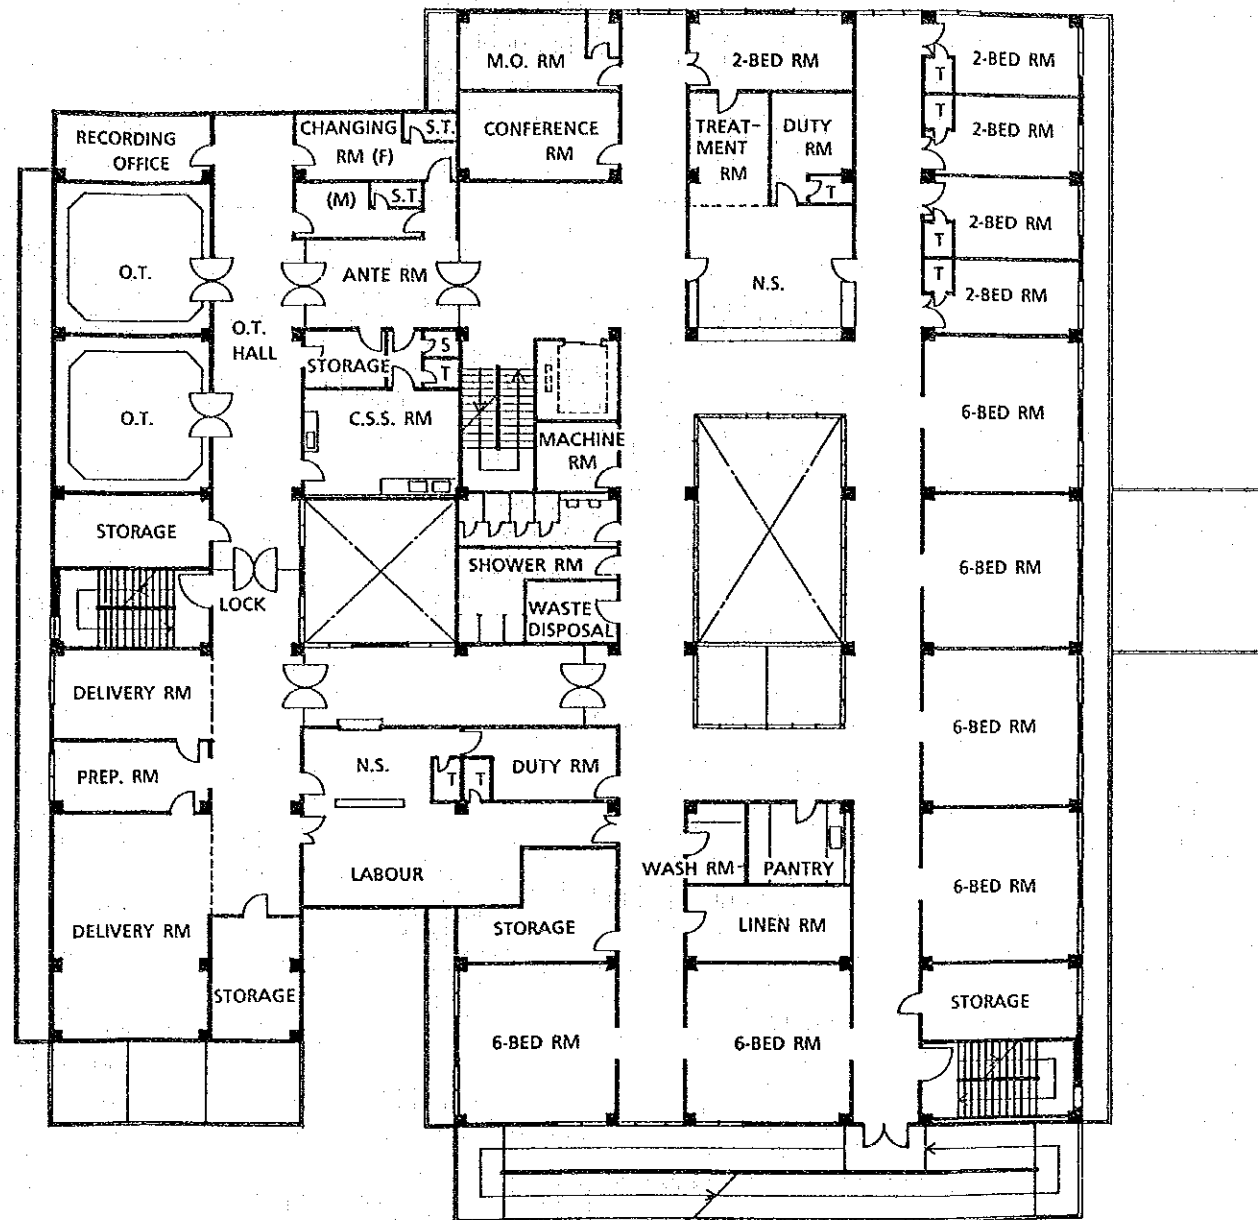 M.O. RM
2-BED RM
2-BED RM
T
T
2-BED RM
RECORDING
OFFICE
CHANGING
RM (F)
S.T.
CONFERENCE
RM
TREAT-
MENT
RM
DUTY
RM
T
(M)
S.T.
2-BED RM
T
T
2-BED RM
O.T.
ANTE RM
N.S.
O.T.
HALL
STORAGE
S
T
O.T.
C.S.S. RM
MACHINE
RM
6-BED RM
STORAGE
SHOWER RM
6-BED RM
LOCK
WASTE
DISPOSAL
DELIVERY RM
6-BED RM
PREP. RM
N.S.
T
T
DUTY RM
LABOUR
WASH RM
PANTRY
6-BED RM
DELIVERY RM
STORAGE
LINEN RM
STORAGE
STORAGE
6-BED RM
6-BED RM